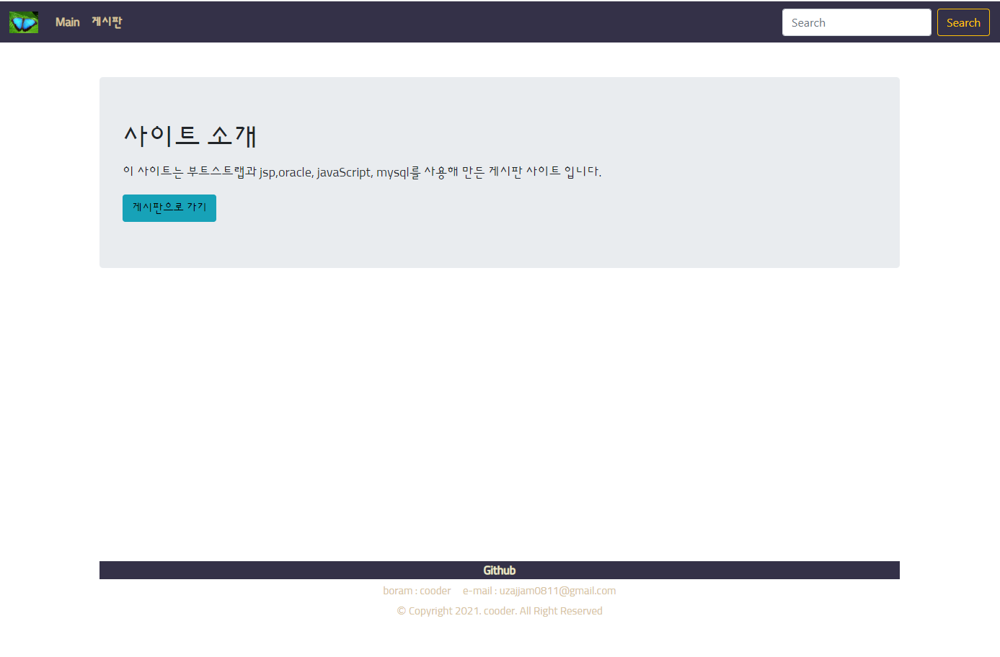 Main 게시판 Search Search
사이트 소개
이 사이트는 부트스트랩과 jsp,oracle, javaScript, mysql를 사용해 만든 게시판 사이트 입니다.
게시판으로 가기
Github
boram : cooder e-mail : uzajjam0811@gmail.com
© Copyright 2021. cooder. All Right Reserved